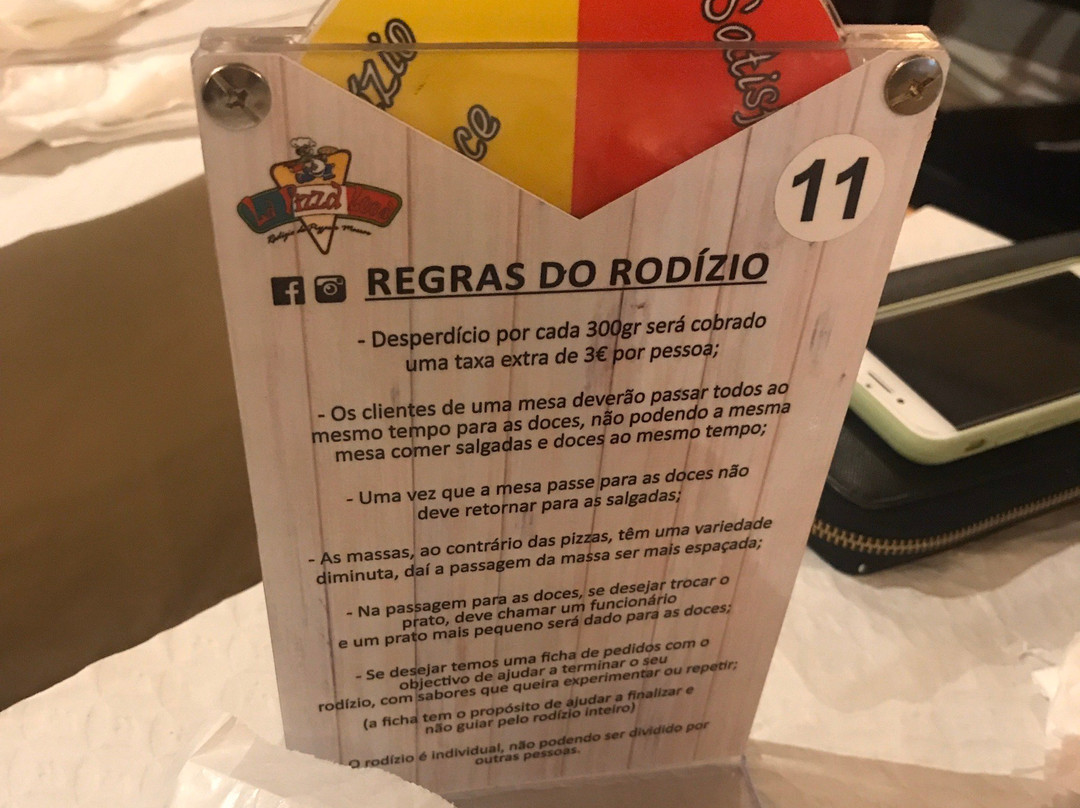 zio
ce
Satis
11
Pizza
REGRAS DO RODÍZIO
- Desperdício por cada 300gr será cobrado
uma taxa extra de 3€ por pessoa;
- Os clientes de uma mesa deverão passar todos ao
mesmo tempo para as doces, não podendo a mesma
mesa comer salgadas e doces ao mesmo tempo;
- Uma vez que a mesa passe para as doces não
deve retornar para as salgadas;
- As massas, ao contrário das pizzas, têm uma variedade
diminuta, daí a passagem da massa ser mais espaçada;
- Na passagem para as doces, se desejar trocar o
prato, deve chamar um funcionário
e um prato mais pequeno será dado para as doces;
- Se desejar temos uma ficha de pedidos com o
objectivo de ajudar a terminar o seu
rodízio, com sabores que queira experimentar ou repetir;
(a ficha tem o propósito de ajudar a finalizar e
não guiar pelo rodízio inteiro)
O rodízio é individual, não podendo ser dividido por
outras pessoas.